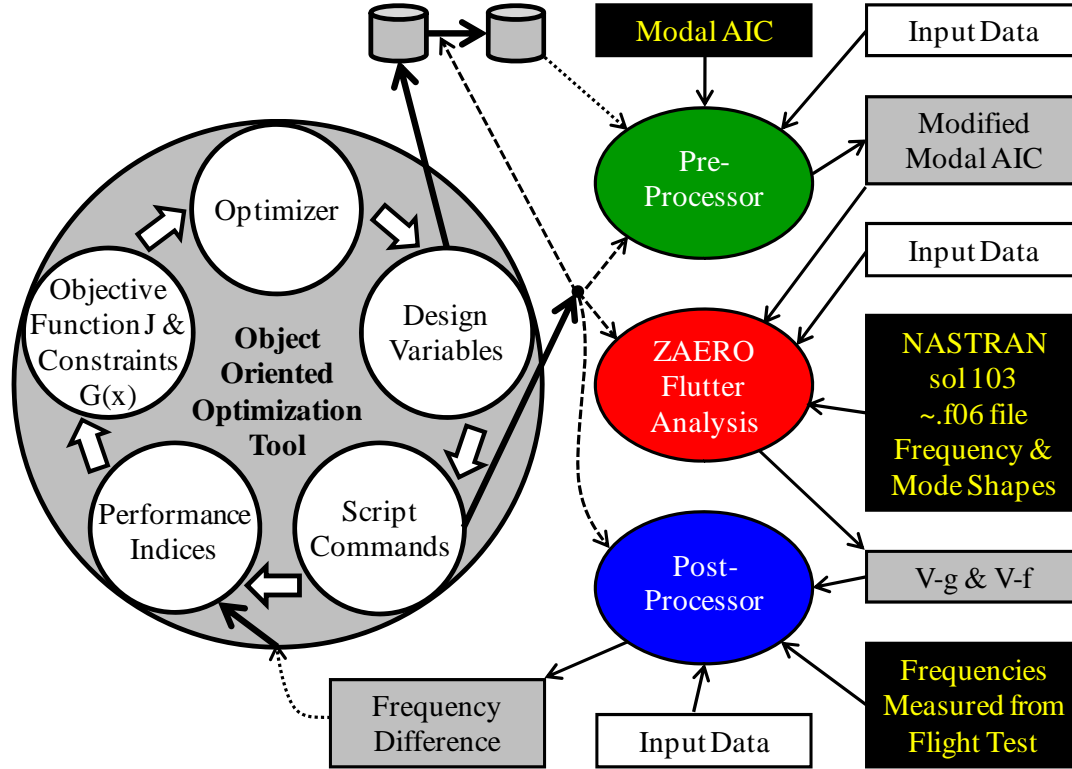 Modal AIC
Input Data
Pre-
Processor
Modified
Modal AIC
Optimizer
Input Data
Objective
Function J &
Constraints
G(x)
Object
Oriented
Optimization
Tool
Design
Variables
ZAERO
Flutter
Analysis
NASTRAN
sol 103
~.f06 file
Frequency &
Mode Shapes
Performance
Indices
Script
Commands
Post-
Processor
V-g & V-f
Frequency
Difference
Input Data
Frequencies
Measured from
Flight Test